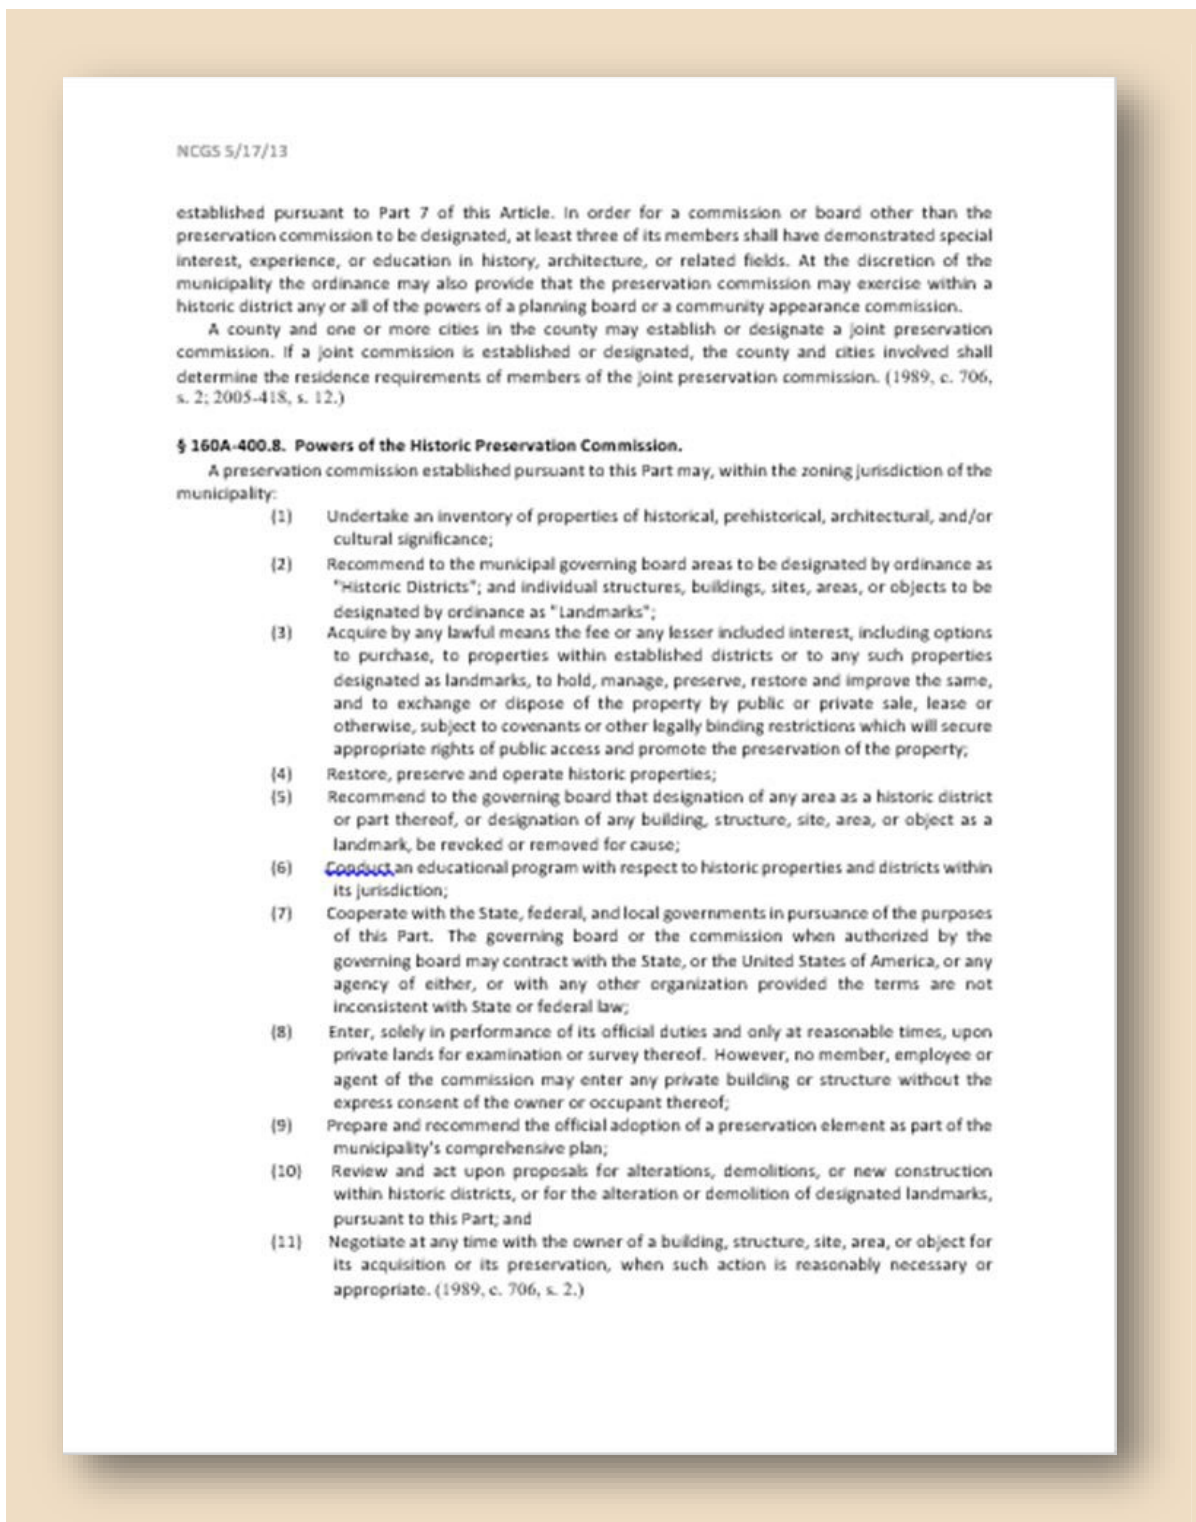 NCGS 5/17/13
established pursuant to Part 7 of this Article. In order for a commission or board other than the
preservation commission to be designated, at least three of its members shall have demonstrated special
interest, experience, or education in history, architecture, or related fields. At the discretion of the
municipality the ordinance may also provide that the preservation commission may exercise within a
historic district any or all of the powers of a planning board or a community appearance commission.
A county and one or more cities in the county may establish or designate a joint preservation
commission. If a joint commission is established or designated, the county and cities involved shall
determine the residence requirements of members of the joint preservation commission. (1989, c. 706,
s. 2; 2005-418, s. 12.)
§ 160A-400.8. Powers of the Historic Preservation Commission.
A preservation commission established pursuant to this Part may, within the zoning jurisdiction of the
municipality:
(1) Undertake an inventory of properties of historical, prehistorical, architectural, and/or
cultural significance;
(2) Recommend to the municipal governing board areas to be designated by ordinance as
"Historic Districts"; and individual structures, buildings, sites, areas, or objects to be
designated by ordinance as "Landmarks";
(3) Acquire by any lawful means the fee or any lesser included interest, including options
to purchase, to properties within established districts or to any such properties
designated as landmarks, to hold, manage, preserve, restore and improve the same,
and to exchange or dispose of the property by public or private sale, lease or
otherwise, subject to covenants or other legally binding restrictions which will secure
appropriate rights of public access and promote the preservation of the property;
(4) Restore, preserve and operate historic properties;
(5) Recommend to the governing board that designation of any area as a historic district
or part thereof, or designation of any building, structure, site, area, or object as a
landmark, be revoked or removed for cause;
(6) Conduct an educational program with respect to historic properties and districts within
its jurisdiction;
(7) Cooperate with the State, federal, and local governments in pursuance of the purposes
of this Part. The governing board or the commission when authorized by the
governing board may contract with the State, or the United States of America, or any
agency of either, or with any other organization provided the terms are not
inconsistent with State or federal law;
(8) Enter, solely in performance of its official duties and only at reasonable times, upon
private lands for examination or survey thereof. However, no member, employee or
agent of the commission may enter any private building or structure without the
express consent of the owner or occupant thereof;
(9) Prepare and recommend the official adoption of a preservation element as part of the
municipality's comprehensive plan;
(10) Review and act upon proposals for alterations, demolitions, or new construction
within historic districts, or for the alteration or demolition of designated landmarks,
pursuant to this Part; and
(11) Negotiate at any time with the owner of a building, structure, site, area, or object for
its acquisition or its preservation, when such action is reasonably necessary or
appropriate. (1989, c. 706, s. 2.)